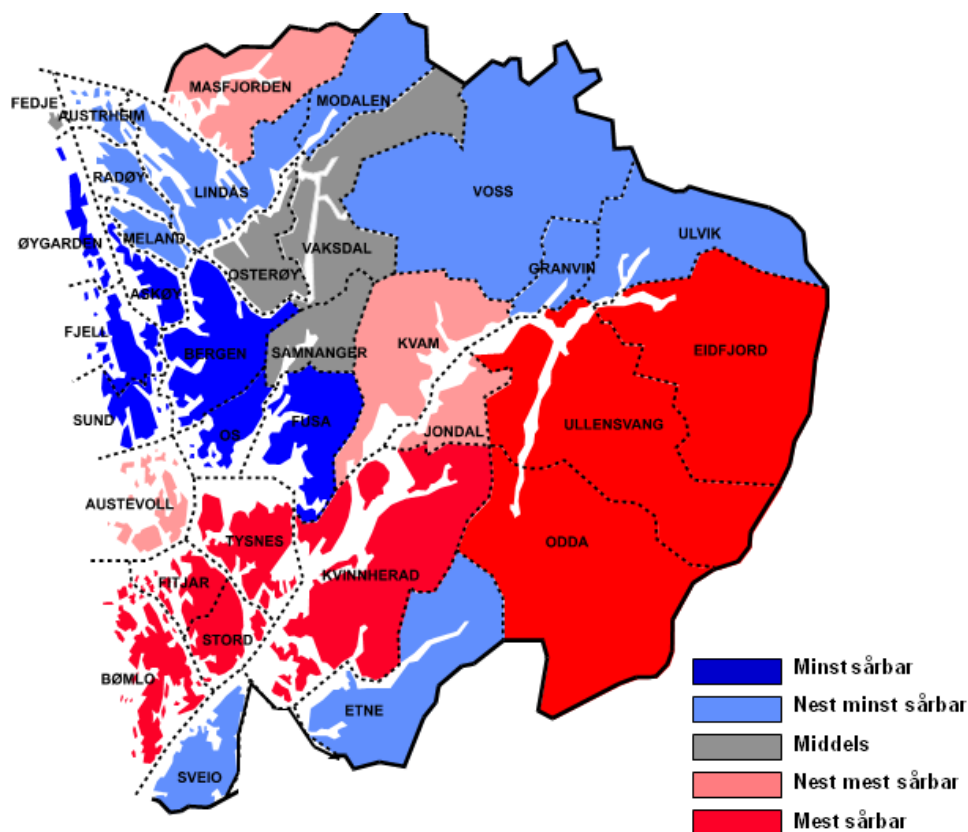 MASFJORDEN
MODALEN
FEDJE
AUSTRHEIM
RADØY
LINDÅS
VOSS
MELAND
ØYGARDEN
VAKSDAL
ULVIK
OSTERØY
GRANVIN
ASKØY
FJELL
BERGEN
SAMNANGER
KVAM
EIDFJORD
SUND
OS
FUSA
JONDAL
ULLENSVANG
AUSTEVOLL
TYSNES
ODDA
FITJAR
KVINNHERAD
STORD
BØMLO
ETNE
SVEIO
Minst sårbar
Nest minst sårbar
Middels
Nest mest sårbar
Mest sårbar